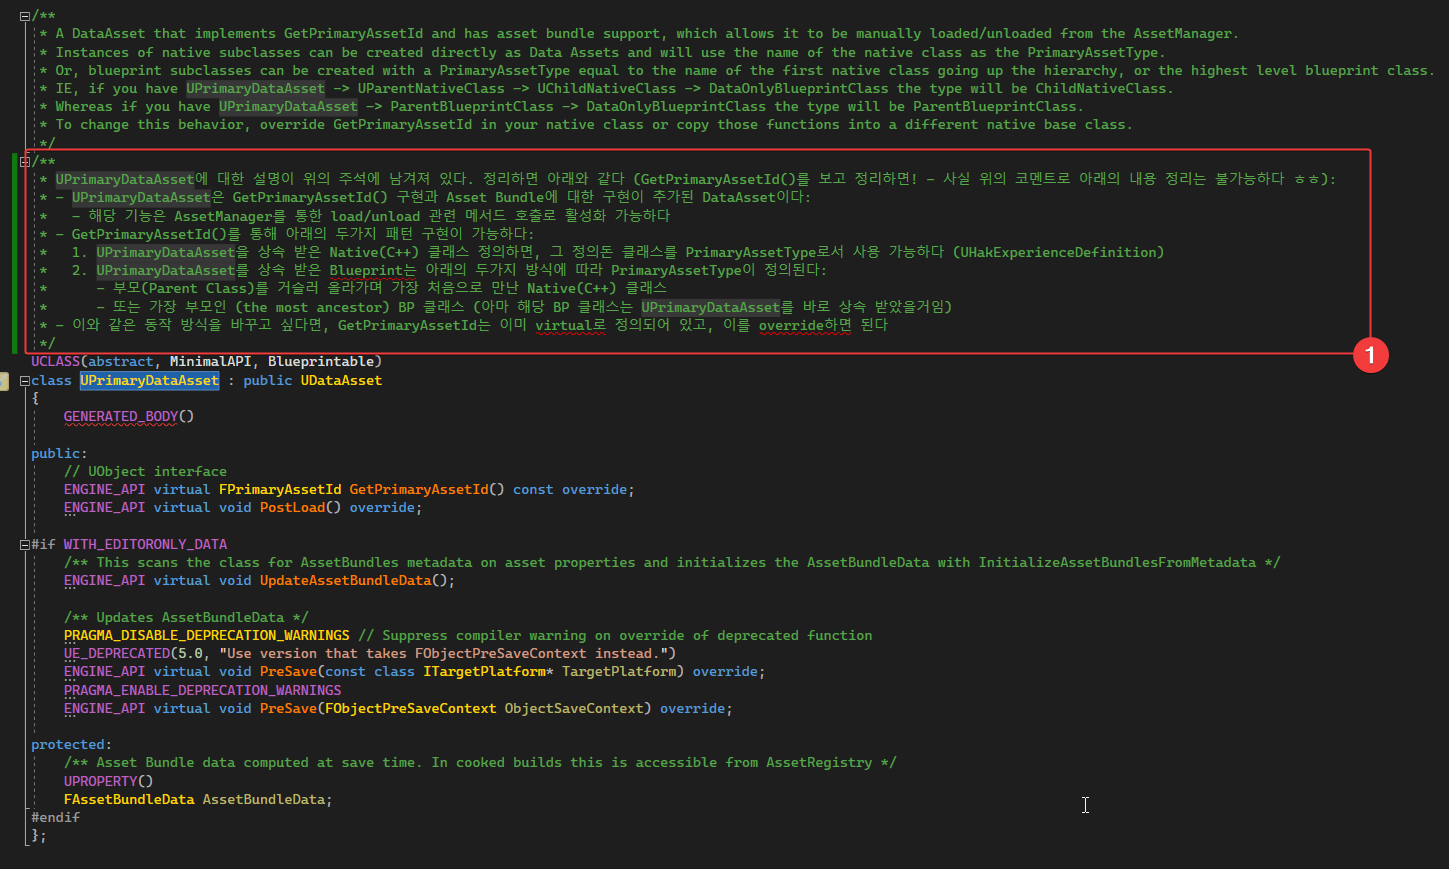 /**
 * A DataAsset that implements GetPrimaryAssetId and has asset bundle support, which allows it to be manually loaded/unloaded from the AssetManager.
 * Instances of native subclasses can be created directly as Data Assets and will use the name of the native class as the PrimaryAssetType.
 * Or, blueprint subclasses can be created with a PrimaryAssetType equal to the name of the first native class going up the hierarchy, or the highest level blueprint class.
 * IE, if you have UPrimaryDataAsset -> UParentNativeClass -> UChildNativeClass -> DataOnlyBlueprintClass the type will be ChildNativeClass.
 * Whereas if you have UPrimaryDataAsset -> ParentBlueprintClass -> DataOnlyBlueprintClass the type will be ParentBlueprintClass.
 * To change this behavior, override GetPrimaryAssetId in your native class or copy those functions into a different native base class.
 */
/**
 * UPrimaryDataAsset에 대한 설명이 위의 주석에 남겨져 있다. 정리하면 아래와 같다 (GetPrimaryAssetId()를 보고 정리하면! - 사실 위의 코멘트로 아래의 내용 정리는 불가능하다 ㅎㅎ):
 * - UPrimaryDataAsset은 GetPrimaryAssetId() 구현과 Asset Bundle에 대한 구현이 추가된 DataAsset이다:
 *   - 해당 기능은 AssetManager를 통한 load/unload 관련 메서드 호출로 활성화 가능하다
 * - GetPrimaryAssetId()를 통해 아래의 두가지 패턴 구현이 가능하다:
 *   1. UPrimaryDataAsset을 상속 받은 Native(C++) 클래스 정의하면, 그 정의돈 클래스를 PrimaryAssetType로서 사용 가능하다 (UHakExperienceDefinition)
 *   2. UPrimaryDataAsset를 상속 받은 Blueprint는 아래의 두가지 방식에 따라 PrimaryAssetType이 정의된다:
 *      - 부모(Parent Class)를 거슬러 올라가며 가장 처음으로 만난 Native(C++) 클래스
 *      - 또는 가장 부모인 (the most ancestor) BP 클래스 (아마 해당 BP 클래스는 UPrimaryDataAsset를 바로 상속 받았을거임)
 * - 이와 같은 동작 방식을 바꾸고 싶다면, GetPrimaryAssetId는 이미 virtual로 정의되어 있고, 이를 override하면 된다
 */
1
UCLASS(abstract, MinimalAPI, Blueprintable)
class UPrimaryDataAsset : public UDataAsset
{
    GENERATED_BODY()
public:
    // UObject interface
    ENGINE_API virtual FPrimaryAssetId GetPrimaryAssetId() const override;
    ENGINE_API virtual void PostLoad() override;
#if WITH_EDITORONLY_DATA
    /** This scans the class for AssetBundles metadata on asset properties and initializes the AssetBundleData with InitializeAssetBundlesFromMetadata */
    ENGINE_API virtual void UpdateAssetBundleData();
    /** Updates AssetBundleData */
    PRAGMA_DISABLE_DEPRECATION_WARNINGS // Suppress compiler warning on override of deprecated function
    UE_DEPRECATED(5.0, "Use version that takes FObjectPreSaveContext instead.")
    ENGINE_API virtual void PreSave(const class ITargetPlatform* TargetPlatform) override;
    PRAGMA_ENABLE_DEPRECATION_WARNINGS
    ENGINE_API virtual void PreSave(FObjectPreSaveContext ObjectSaveContext) override;
protected:
    /** Asset Bundle data computed at save time. In cooked builds this is accessible from AssetRegistry */
    UPROPERTY()
    FAssetBundleData AssetBundleData;
#endif
};